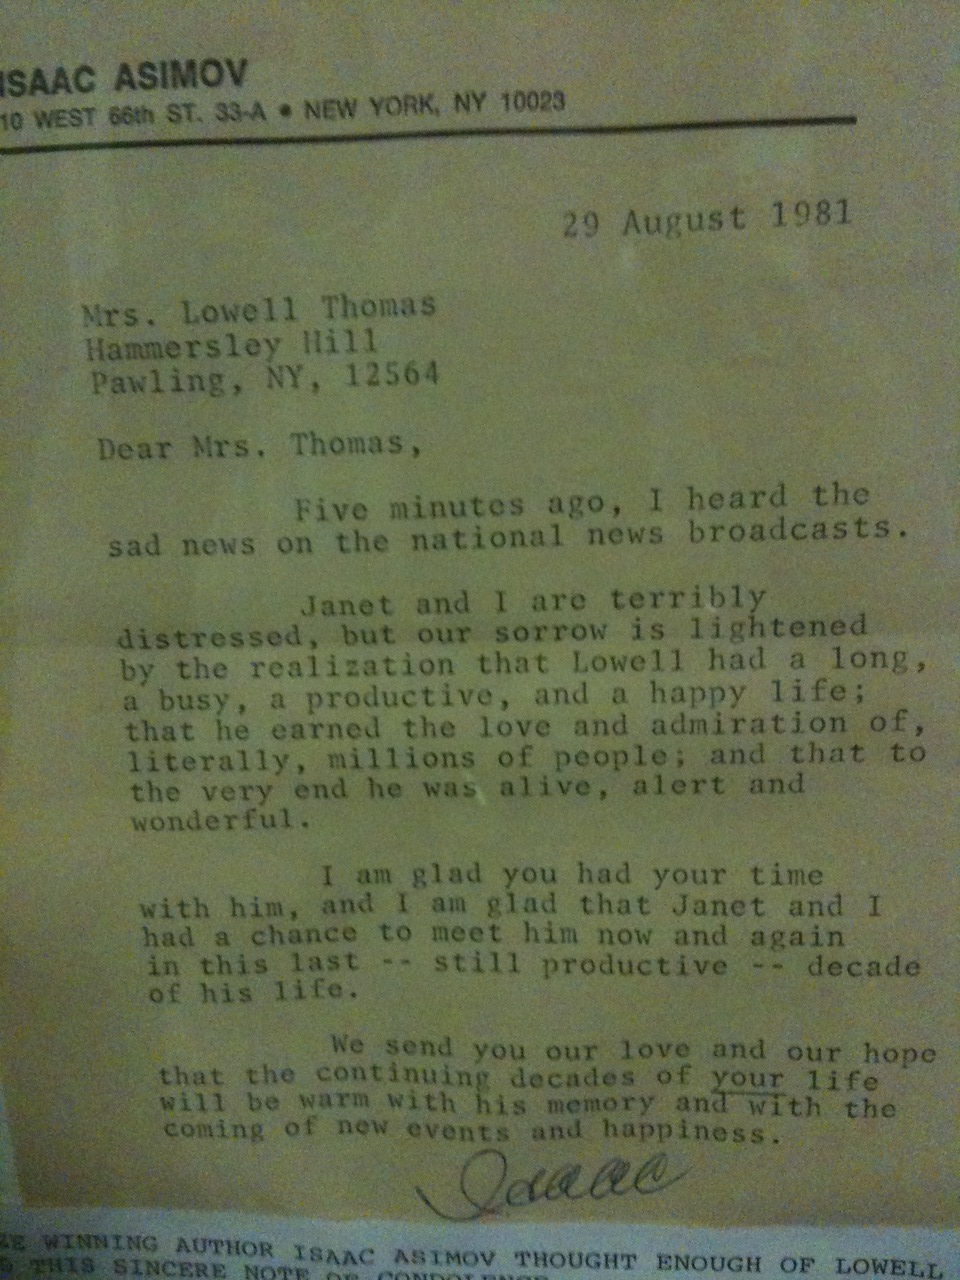 ISAAC ASIMOV
10 WEST 66th ST. 33-A • NEW YORK, NY 10023
29 August 1981
Mrs. Lowell Thomas
Hammersley Hill
Pawling, NY, 12564
Dear Mrs. Thomas,
Five minutes ago, I heard the
sad news on the national news broadcasts.
Janet and I are terribly
distressed, but our sorrow is lightened
by the realization that Lowell had a long,
a busy, a productive, and a happy life;
that he earned the love and admiration of,
literally, millions of people; and that to
the very end he was alive, alert and
wonderful.
I am glad you had your time
with him, and I am glad that Janet and I
had a chance to meet him now and again
in this last -- still productive -- decade
of his life.
We send you our love and our hope
that the continuing decades of your life
will be warm with his memory and with the
coming of new events and happiness.
Isaac
WINNING AUTHOR ISAAC ASIMOV THOUGHT ENOUGH OF LOWELL
THIS SINCERE NOTE OF CONDOLENCE